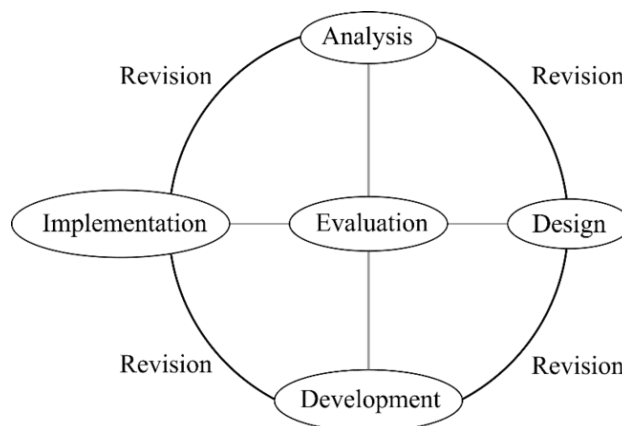 Analysis
Revision
Revision
Implementation
Evaluation
Design
Revision
Revision
Development